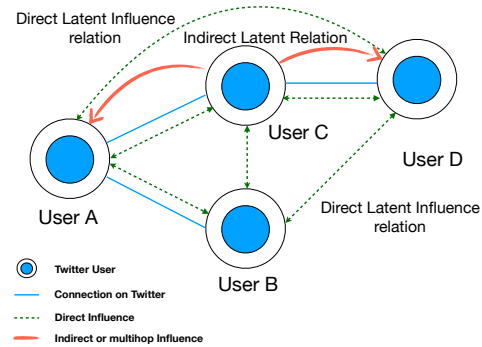 Direct Latent Influence
relation
Indirect Latent Relation
User C
User D
User A
Direct Latent Influence
relation
User B
Twitter User
Connection on Twitter
Direct Influence
Indirect or multihop Influence